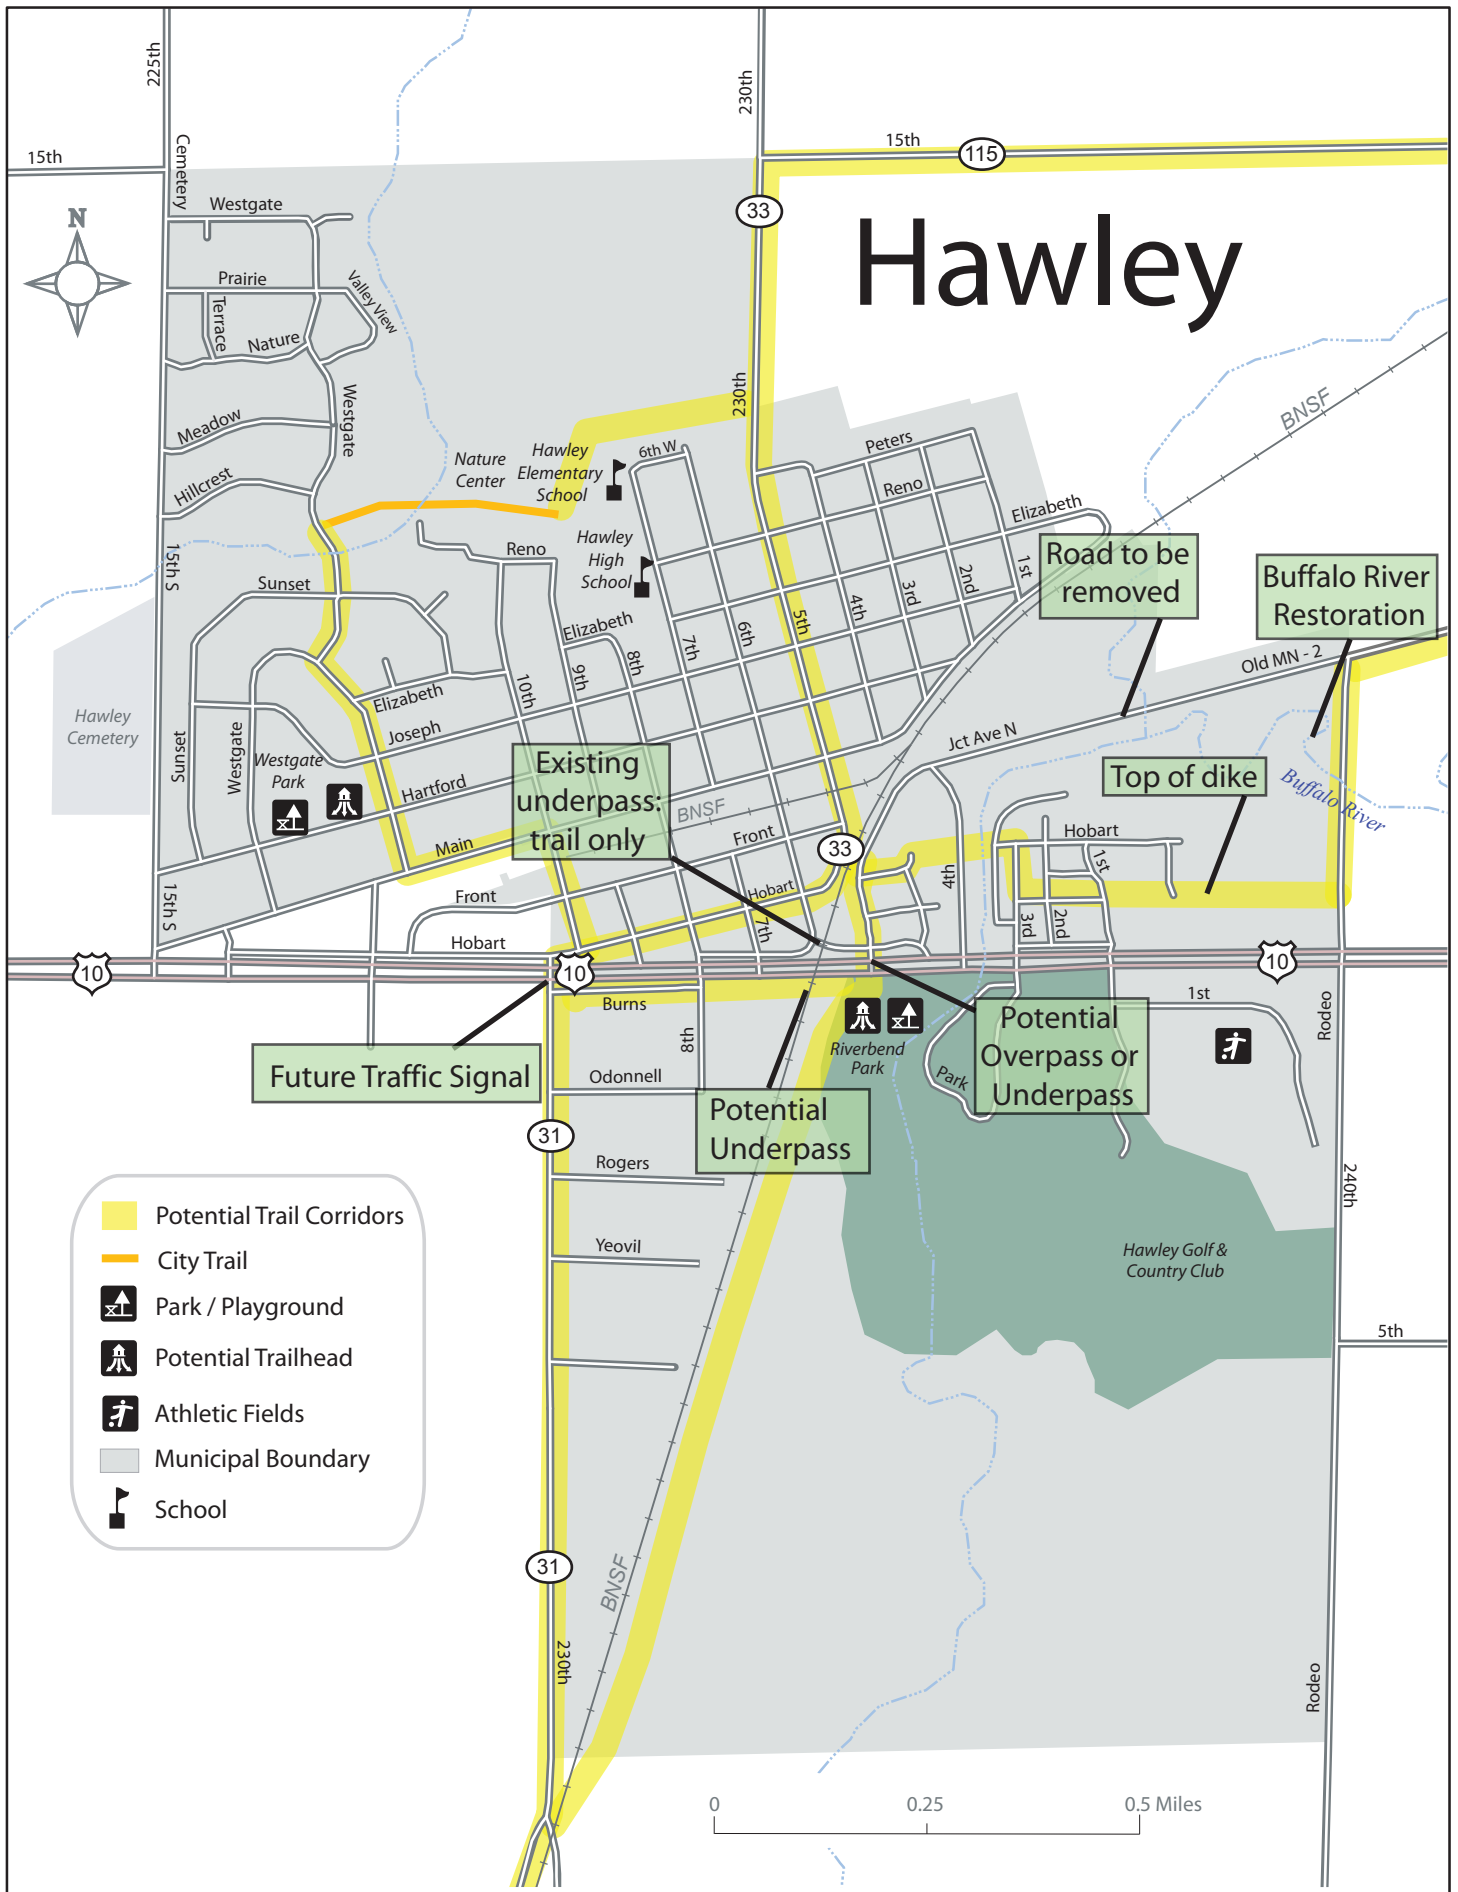 225th
230th
15th
15th
115
Cemetery
Westgate
33
N
Hawley
Prairie
Valley View
Terrace
Nature
230th
Westgate
BNSF
Meadow
Peters
Hawley
Elementary
School
6th W
Nature
Center
Hillcrest
Reno
Elizabeth
Hawley
High
School
Reno
15th S
Sunset
Road to be
removed
Buffalo River
Restoration
1st
2nd
3rd
4th
5th
6th
7th
Elizabeth
8th
9th
10th
Old MN - 2
Elizabeth
Joseph
Hawley
Cemetery
Sunset
Westgate
Westgate
Park
Jct Ave N
Existing
underpass:
trail only
Top of dike
Buffalo River
Hartford
BNSF
Main
Front
33
Hobart
1st
4th
15th S
Front
Hobart
7th
3rd
2nd
Hobart
10
10
10
Burns
1st
Rodeo
8th
Riverbend
Park
Potential
Overpass or
Underpass
Future Traffic Signal
Odonnell
Park
Potential
Underpass
31
Rogers
240th
Potential Trail Corridors
City Trail
Park / Playground
Potential Trailhead
Athletic Fields
Municipal Boundary
School
Yeovil
Hawley Golf &
Country Club
5th
31
BNSF
230th
Rodeo
0
0.25
0.5 Miles